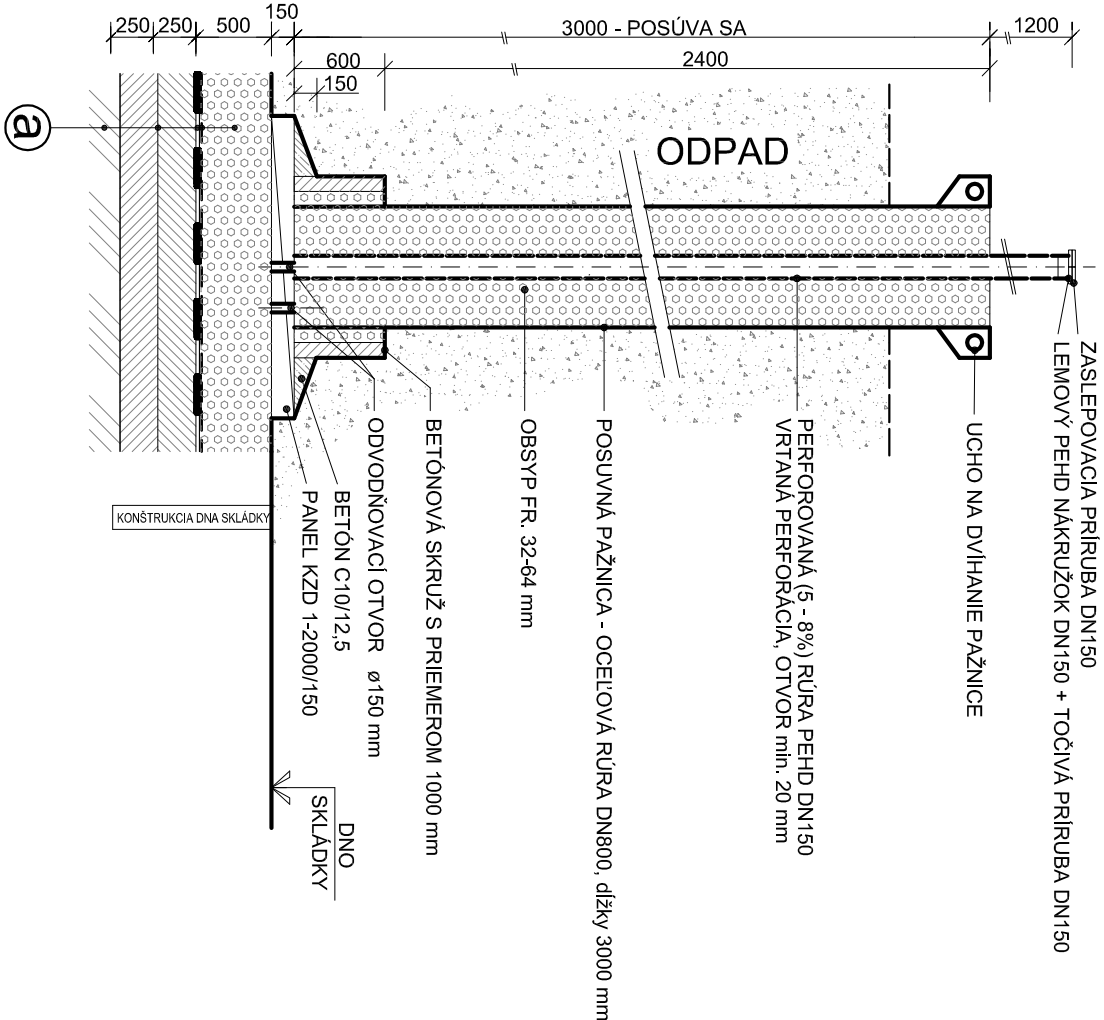 250
250
500
150
3000 - POSÚVA SA
1200
600
2400
150
a
ODPAD
ZASLEPOVACIA PRÍRUBA DN150
LEMOVÝ PEHD NÁKRUŽOK DN150 + TOČIVÁ PRÍRUBA DN150
UCHO NA DVÍHANIE PAŽNICE
PERFOROVANÁ (5 - 8%) RÚRA PEHD DN150
VRTANÁ PERFORÁCIA, OTVOR min. 20 mm
POSUVNÁ PAŽNICA - OCEĽOVÁ RÚRA DN800, dĺžky 3000 mm
OBSYP FR. 32-64 mm
BETÓNOVÁ SKRUŽ S PRIEMEROM 1000 mm
ODVODŇOVACÍ OTVOR ø150 mm
BETÓN C10/12,5
PANEL KZD 1-2000/150
KONŠTRUKCIA DNA SKLÁDKY
DNO
SKLÁDKY